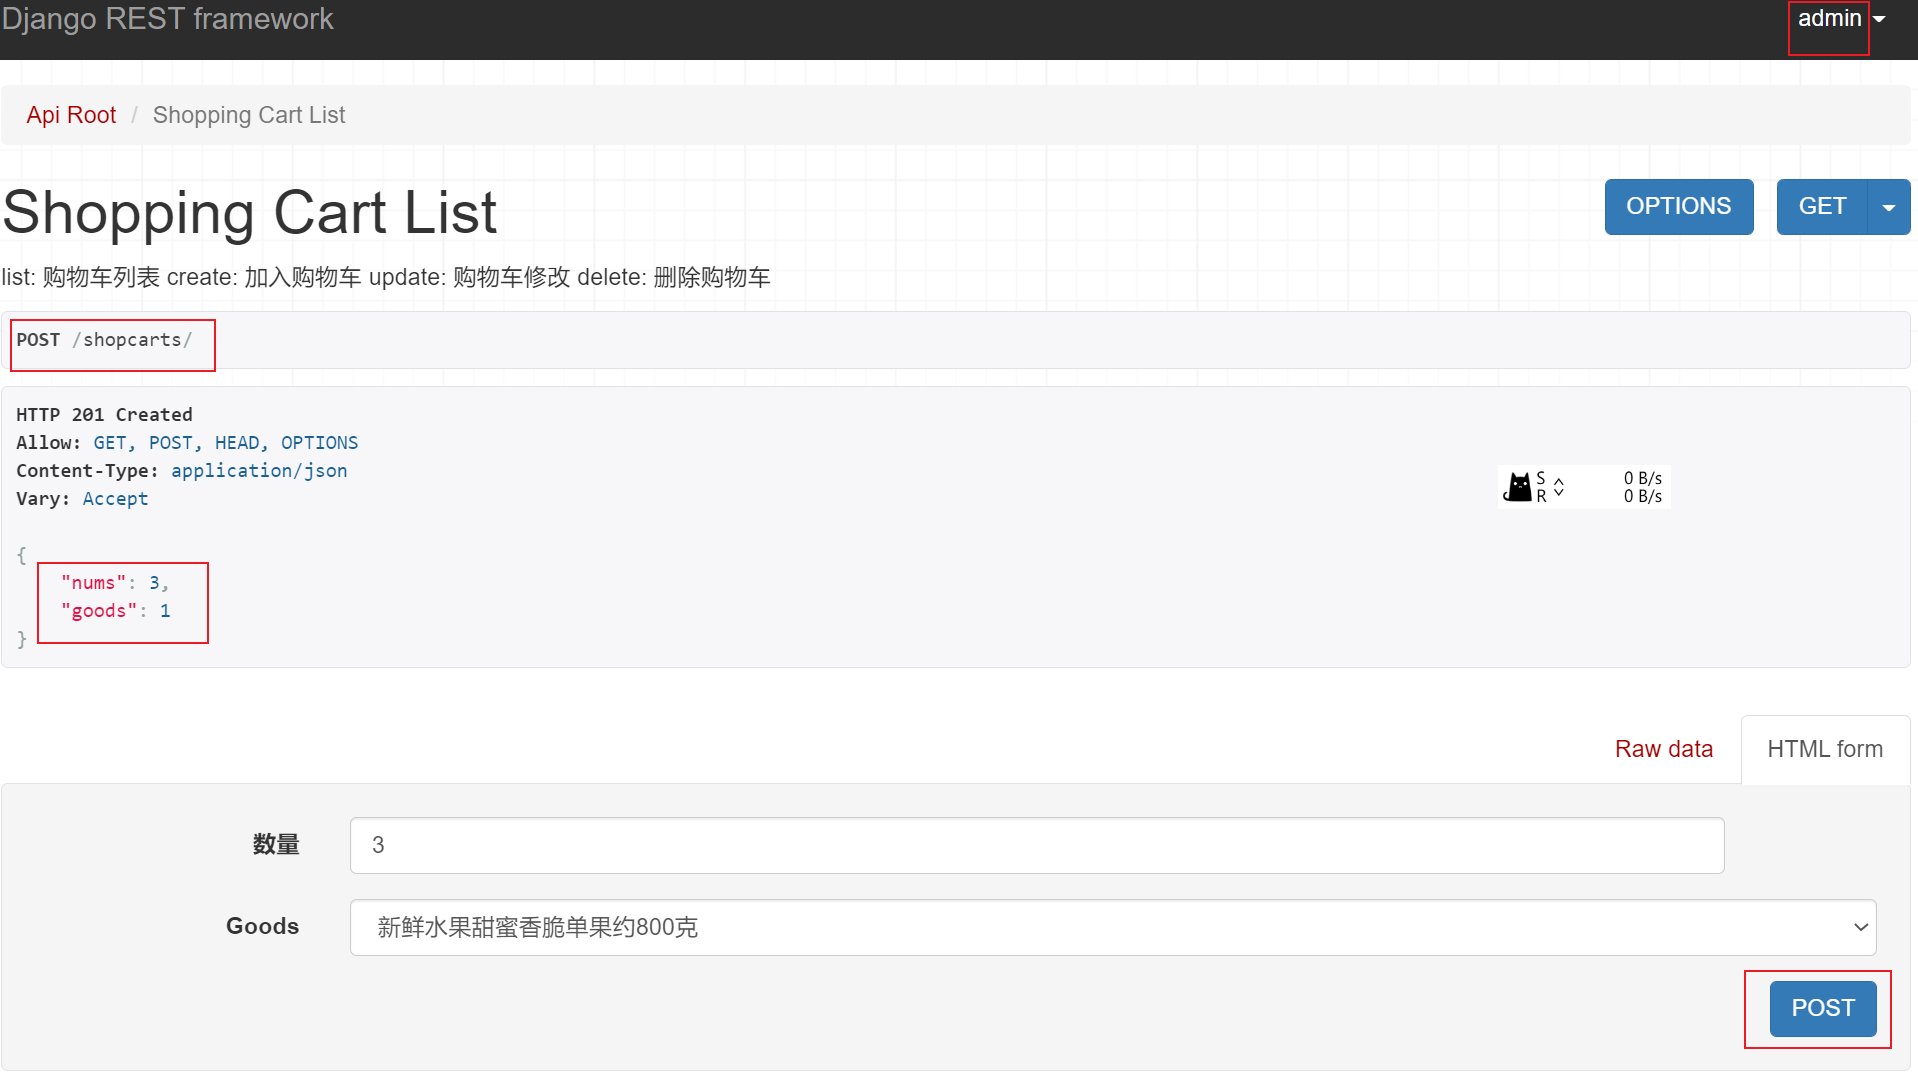 Django REST framework
admin
Api Root / Shopping Cart List
Shopping Cart List
OPTIONS
GET
list: 购物车列表 create: 加入购物车 update: 购物车修改 delete: 删除购物车
POST /shopcarts/
HTTP 201 Created
Allow: GET, POST, HEAD, OPTIONS
Content-Type: application/json
Vary: Accept
S 0 B/s
R 0 B/s
{
"nums": 3,
"goods": 1
}
Raw data
HTML form
数量 3
Goods 新鲜水果甜蜜香脆单果约800克
POST